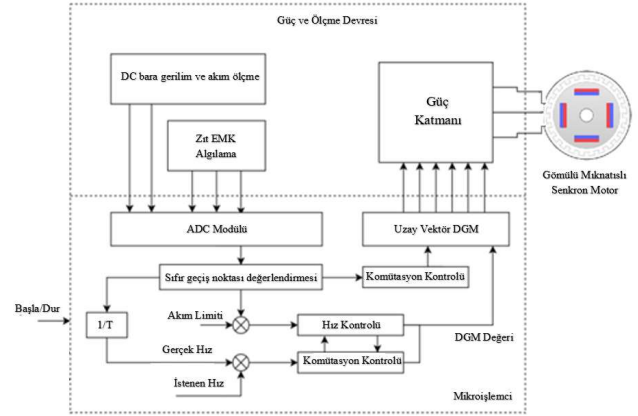 Güç ve Ölçme Devresi
DC bara gerilim ve akım ölçme
Zıt EMK
Algılama
Güç
Katmanı
Gömülü Mıknatıslı
Senkron Motor
ADC Modülü
Uzay Vektör DGM
Sıfır geçiş noktası değerlendirmesi
Komütasyon Kontrolü
Başla/Dur
1/T
Akım Limiti
Hız Kontrolü
DGM Değeri
Gerçek Hız
Komütasyon Kontrolü
İstenen Hız
Mikroişlemci